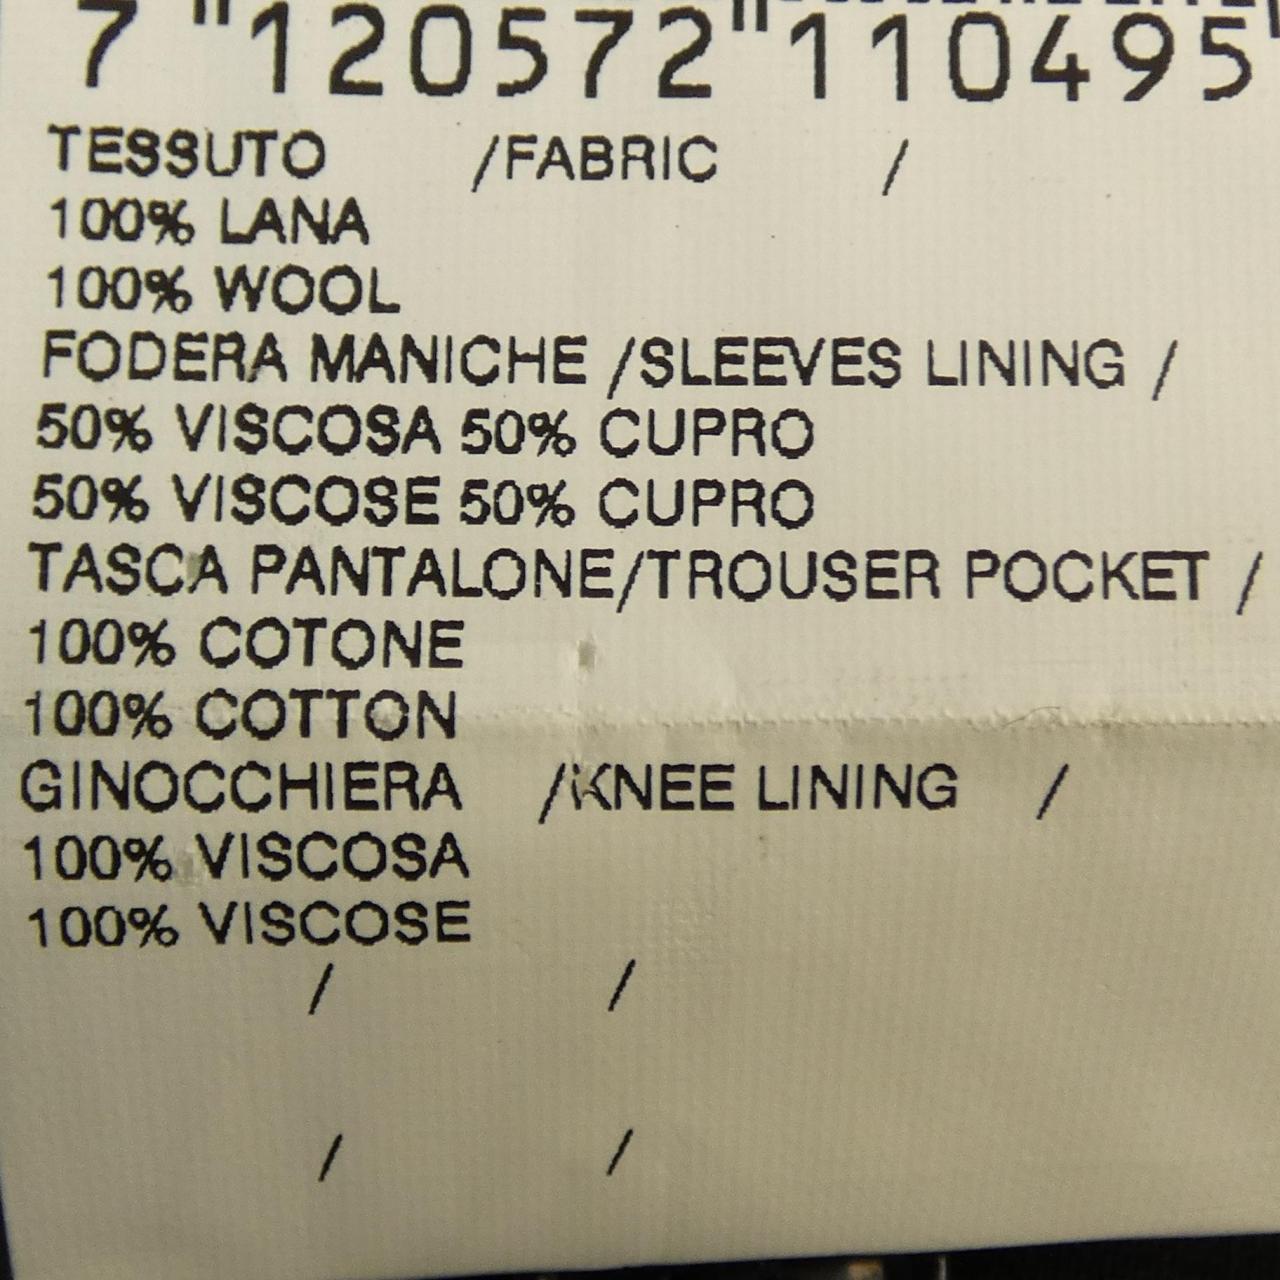 7 "120572"110495"
TESSUTO /FABRIC /
100% LANA
100% WOOL
FODERA MANICHE /SLEEVES LINING /
50% VISCOSA 50% CUPRO
50% VISCOSE 50% CUPRO
TASCA PANTALONE/TROUSER POCKET /
100% COTONE
100% COTTON
GINOCCHIERA /KNEE LINING /
100% VISCOSA
100% VISCOSE
/ /
/ /